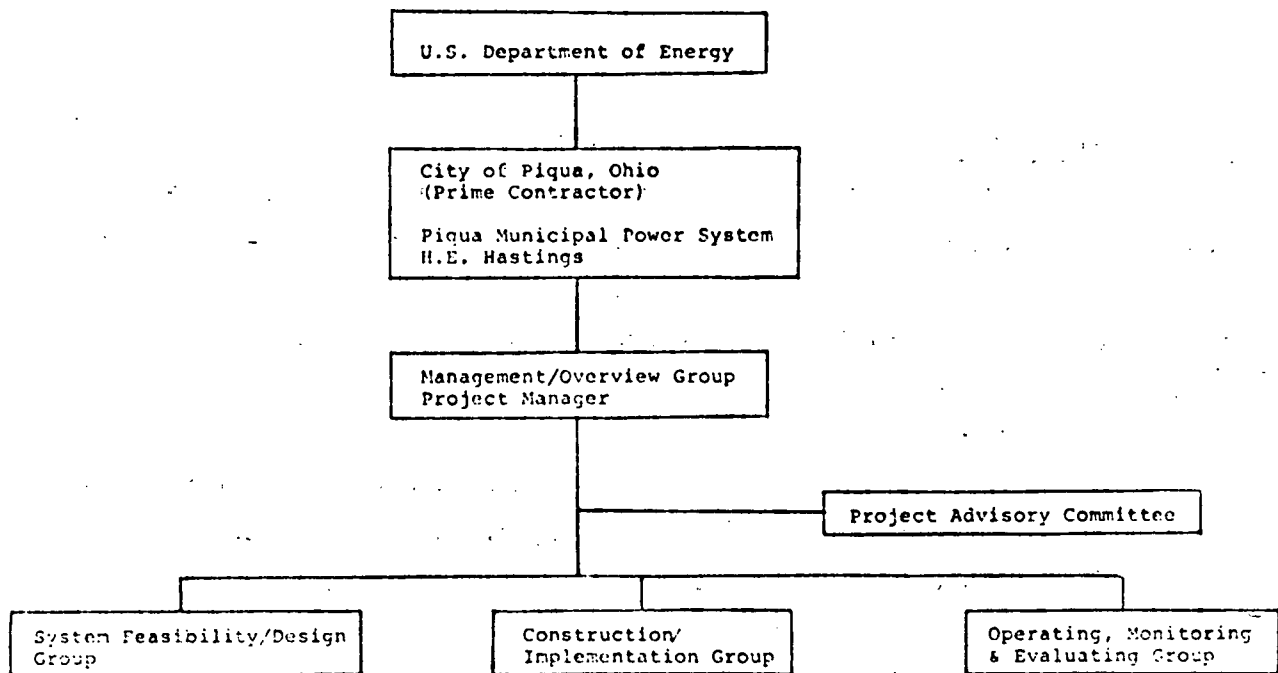 U.S. Department of Energy
City of Piqua, Ohio
(Prime Contractor)
Piqua Municipal Power System
H.E. Hastings
Management/Overview Group
Project Manager
Project Advisory Committee
System Feasibility/Design
Group
Construction/
Implementation Group
Operating, Monitoring
& Evaluating Group